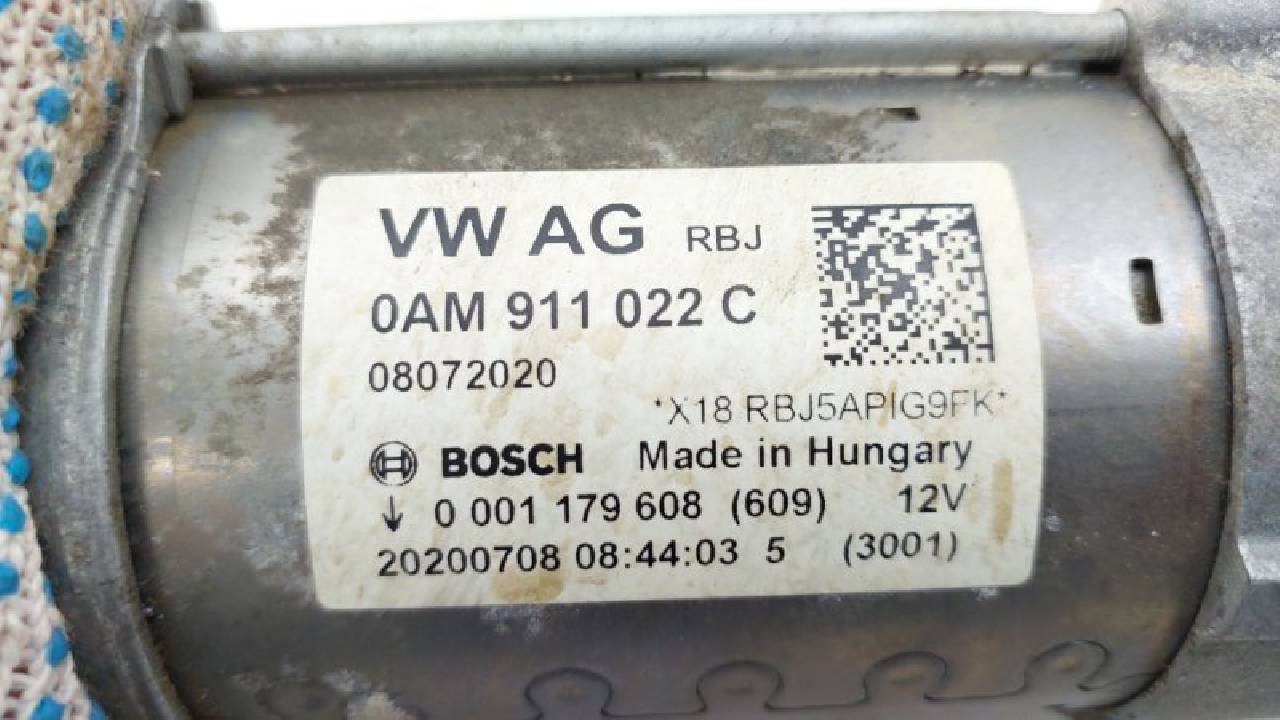 VW AG RBJ
0AM 911 022 C
08072020
*X18 RBJ5APIG9FK*
BOSCH Made in Hungary
↓ 0 001 179 608 (609) 12V
20200708 08:44:03 5 (3001)